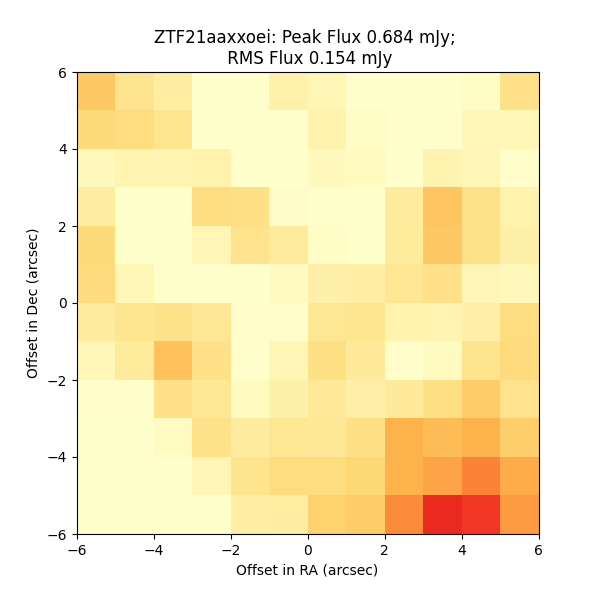 ZTF21aaxxoei: Peak Flux 0.684 mJy;
RMS Flux 0.154 mJy
6
4
2
0
−2
−4
−6
Offset in Dec (arcsec)
−6 −4 −2 0 2 4 6
Offset in RA (arcsec)